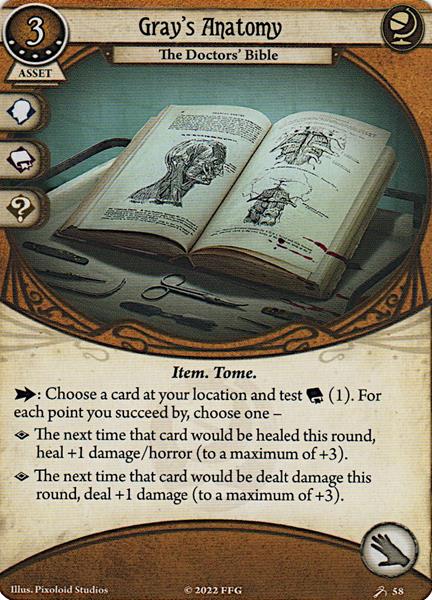 3
Gray's Anatomy
The Doctors' Bible
ASSET
?
Item. Tome.
: Choose a card at your location and test (1). For
each point you succeed by, choose one –
The next time that card would be healed this round,
heal +1 damage/horror (to a maximum of +3).
The next time that card would be dealt damage this
round, deal +1 damage (to a maximum of +3).
Illus. Pixoloid Studios
© 2022 FFG
58